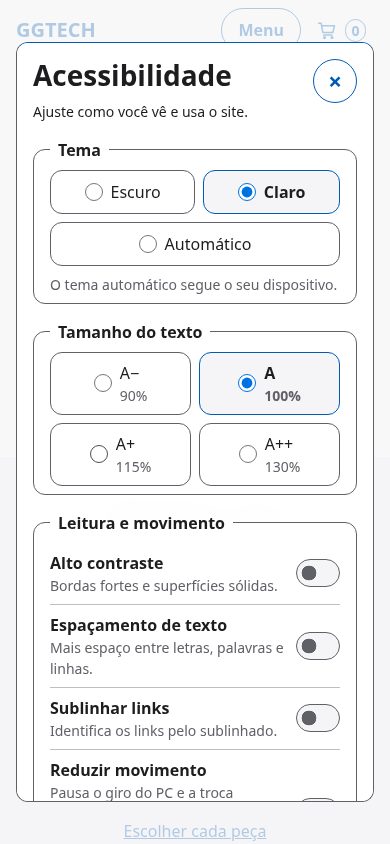 GGTECH
Menu
0
Acessibilidade
×
Ajuste como você vê e usa o site.
Tema
Escuro
Claro
Automático
O tema automático segue o seu dispositivo.
Tamanho do texto
A−
90%
A
100%
A+
115%
A++
130%
Leitura e movimento
Alto contraste
Bordas fortes e superfícies sólidas.
Espaçamento de texto
Mais espaço entre letras, palavras e
linhas.
Sublinhar links
Identifica os links pelo sublinhado.
Reduzir movimento
Pausa o giro do PC e a troca
Escolher cada peça